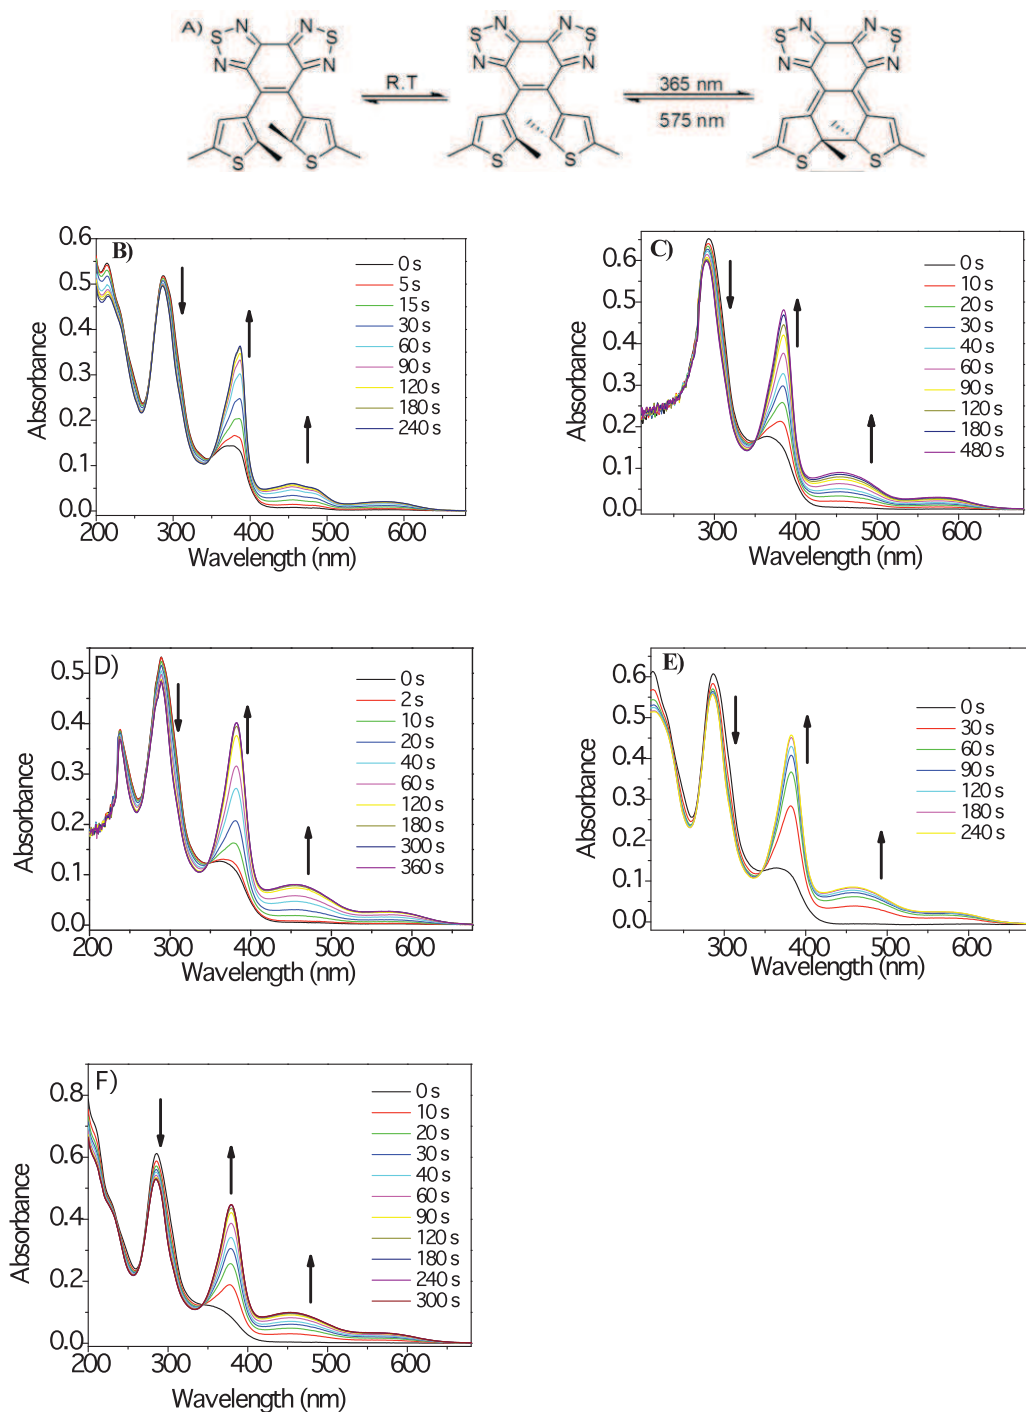 A)
N N N N N N
S S S S S S
N N N N N N
R.T
365 nm
575 nm
S S S S S S
B)
Absorbance
0.6
0.5
0.4
0.3
0.2
0.1
0.0
200 300 400 500 600
Wavelength (nm)
0 s
5 s
15 s
30 s
60 s
90 s
120 s
180 s
240 s
C)
Absorbance
0.6
0.5
0.4
0.3
0.2
0.1
0.0
300 400 500 600
Wavelength (nm)
0 s
10 s
20 s
30 s
40 s
60 s
90 s
120 s
180 s
480 s
D)
Absorbance
0.5
0.4
0.3
0.2
0.1
0.0
200 300 400 500 600
Wavelength (nm)
0 s
2 s
10 s
20 s
40 s
60 s
120 s
180 s
300 s
360 s
E)
Absorbance
0.6
0.5
0.4
0.3
0.2
0.1
0.0
300 400 500 600
Wavelength (nm)
0 s
30 s
60 s
90 s
120 s
180 s
240 s
F)
Absorbance
0.8
0.6
0.4
0.2
0.0
200 300 400 500 600
Wavelength (nm)
0 s
10 s
20 s
30 s
40 s
60 s
90 s
120 s
180 s
240 s
300 s